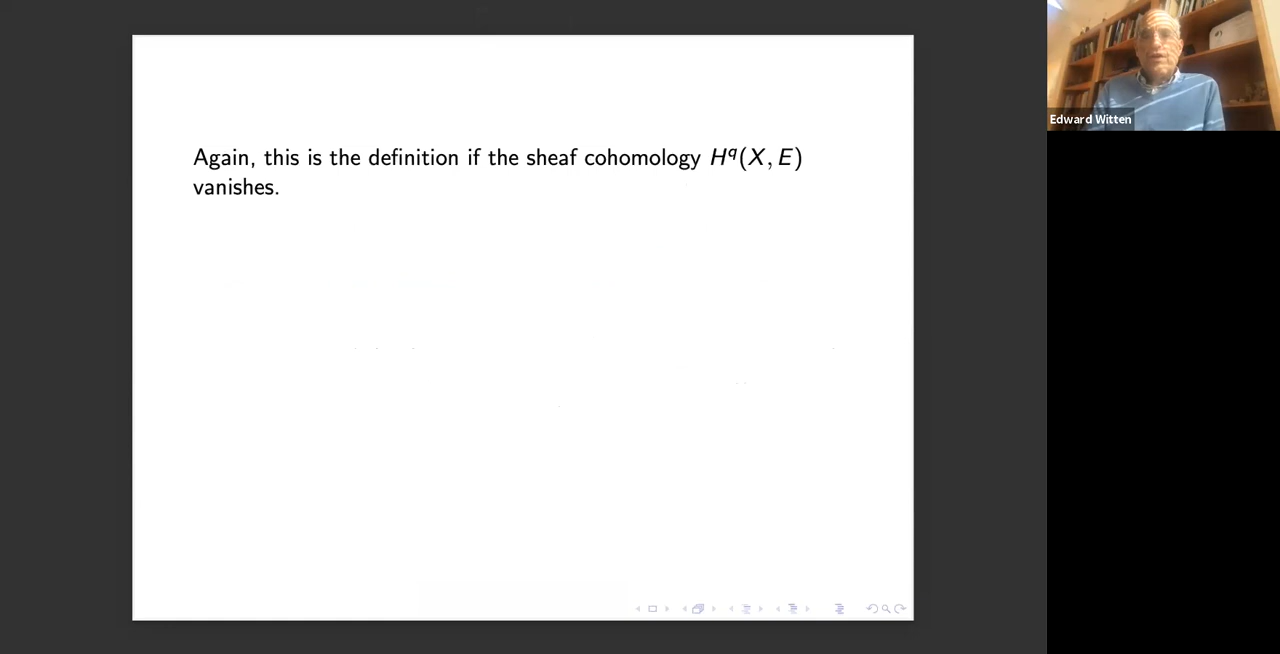 Again, this is the definition if the sheaf cohomology H^q(X, E)
vanishes.
Edward Witten